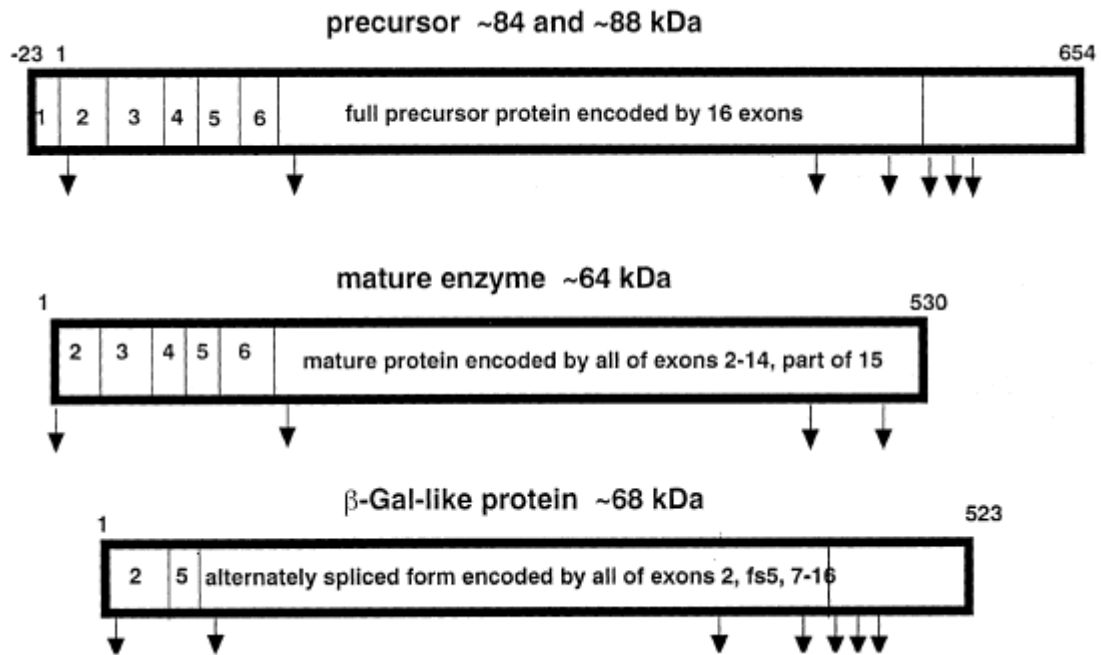 precursor ~84 and ~88 kDa
-23 1 654
1 2 3 4 5 6 full precursor protein encoded by 16 exons
mature enzyme ~64 kDa
1 530
2 3 4 5 6 mature protein encoded by all of exons 2-14, part of 15
β-Gal-like protein ~68 kDa
1 523
2 5 alternately spliced form encoded by all of exons 2, fs5, 7-16